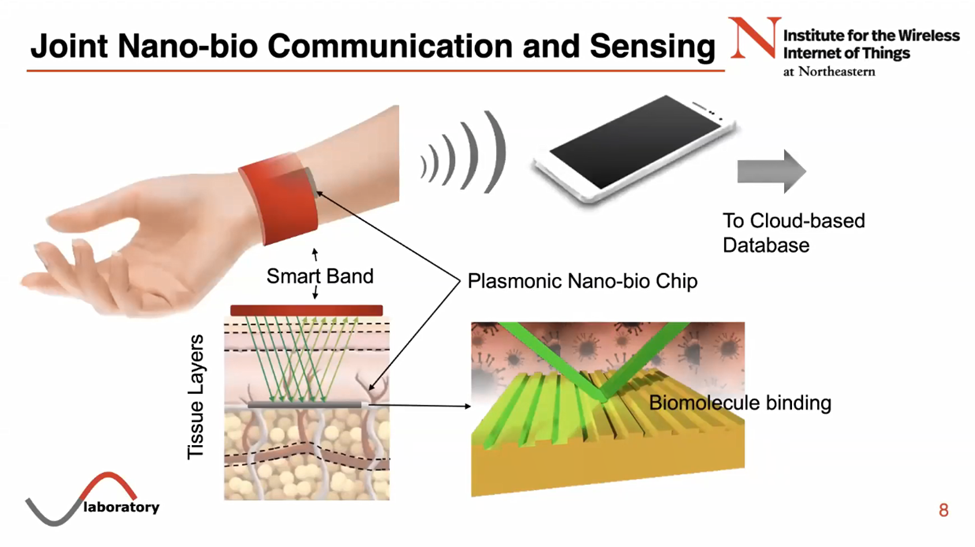 Joint Nano-bio Communication and Sensing
N
Institute for the Wireless
Internet of Things
at Northeastern
To Cloud-based
Database
Smart Band
Plasmonic Nano-bio Chip
Tissue Layers
Biomolecule binding
laboratory
8